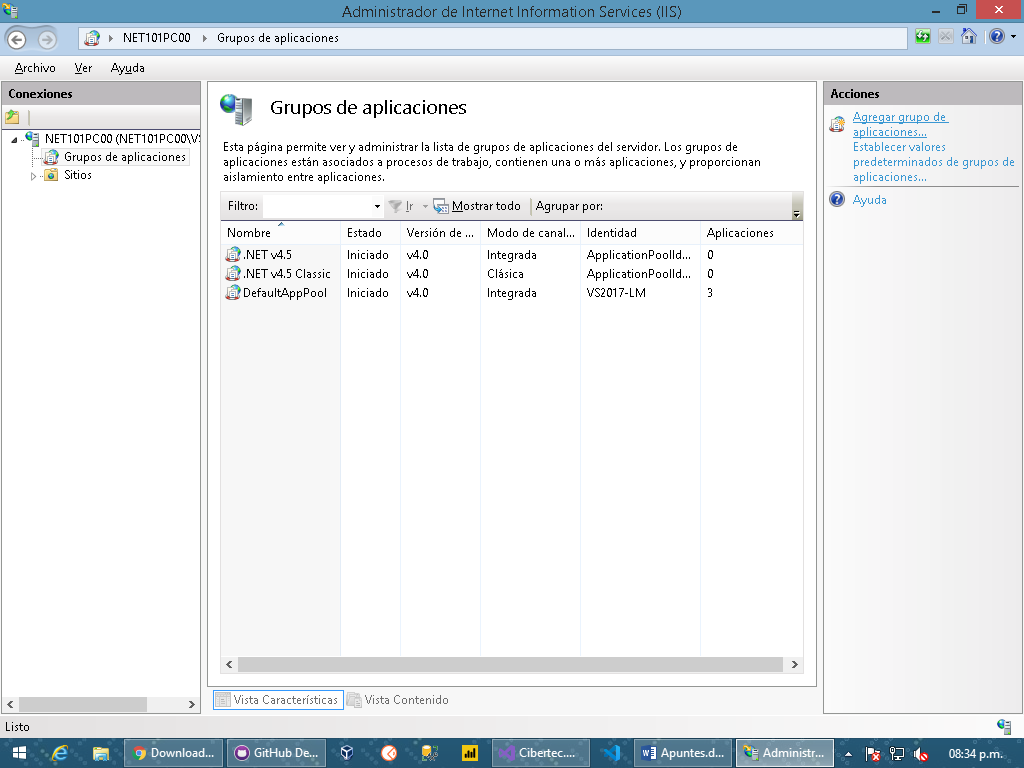 Administrador de Internet Information Services (IIS)
NET101PC00
Grupos de aplicaciones
Archivo Ver Ayuda
Conexiones
NET101PC00 (NET101PC00\VS
Grupos de aplicaciones
Sitios
Grupos de aplicaciones
Esta página permite ver y administrar la lista de grupos de aplicaciones del servidor. Los grupos de
aplicaciones están asociados a procesos de trabajo, contienen una o más aplicaciones, y proporcionan
aislamiento entre aplicaciones.
Filtro: Ir Mostrar todo Agrupar por:
Nombre Estado Versión de ... Modo de canal... Identidad Aplicaciones
.NET v4.5 Iniciado v4.0 Integrada ApplicationPoolId... 0
.NET v4.5 Classic Iniciado v4.0 Clásica ApplicationPoolId... 0
DefaultAppPool Iniciado v4.0 Integrada VS2017-LM 3
Vista Características Vista Contenido
Acciones
Agregar grupo de
aplicaciones...
Establecer valores
predeterminados de grupos de
aplicaciones...
Ayuda
Listo
Download... GitHub De... Cibertec.... Apuntes.d... Administr... 08:34 p.m.